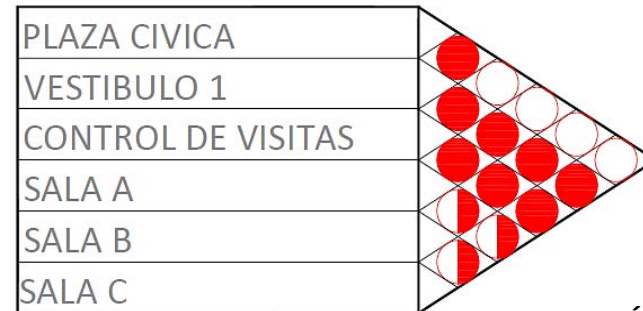 PLAZA CIVICA
VESTIBULO 1
CONTROL DE VISITAS
SALA A
SALA B
SALA C